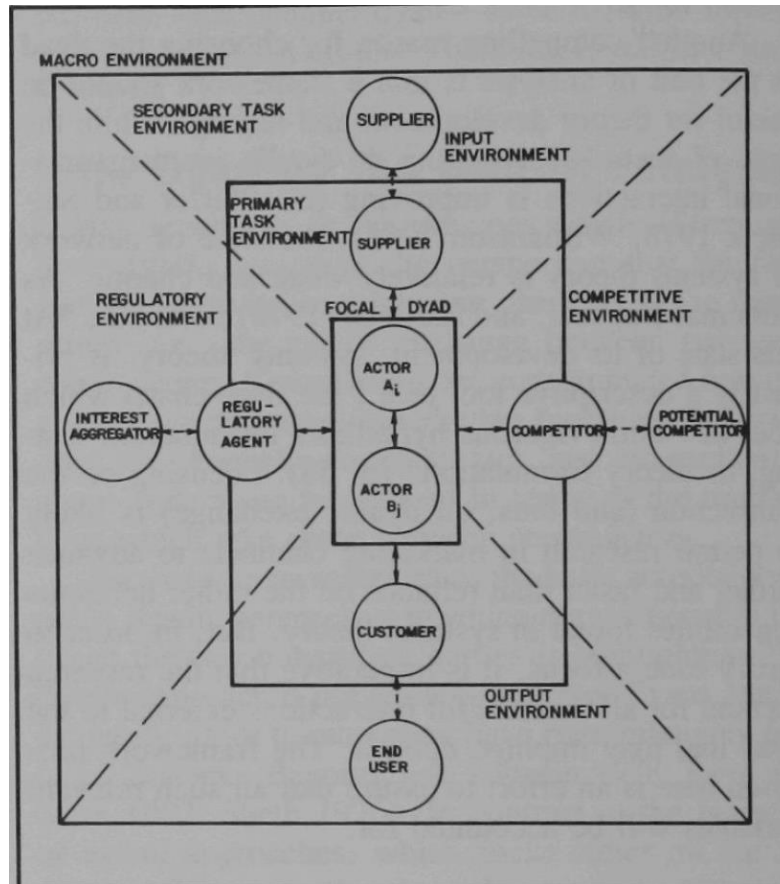 MACRO ENVIRONMENT
SECONDARY TASK
ENVIRONMENT
SUPPLIER
INPUT
ENVIRONMENT
PRIMARY
TASK
ENVIRONMENT
SUPPLIER
REGULATORY
ENVIRONMENT
FOCAL DYAD
COMPETITIVE
ENVIRONMENT
ACTOR
Ai
INTEREST
AGGREGATOR
REGU-
LATORY
AGENT
COMPETITOR
POTENTIAL
COMPETITOR
ACTOR
Bj
CUSTOMER
OUTPUT
ENVIRONMENT
END
USER